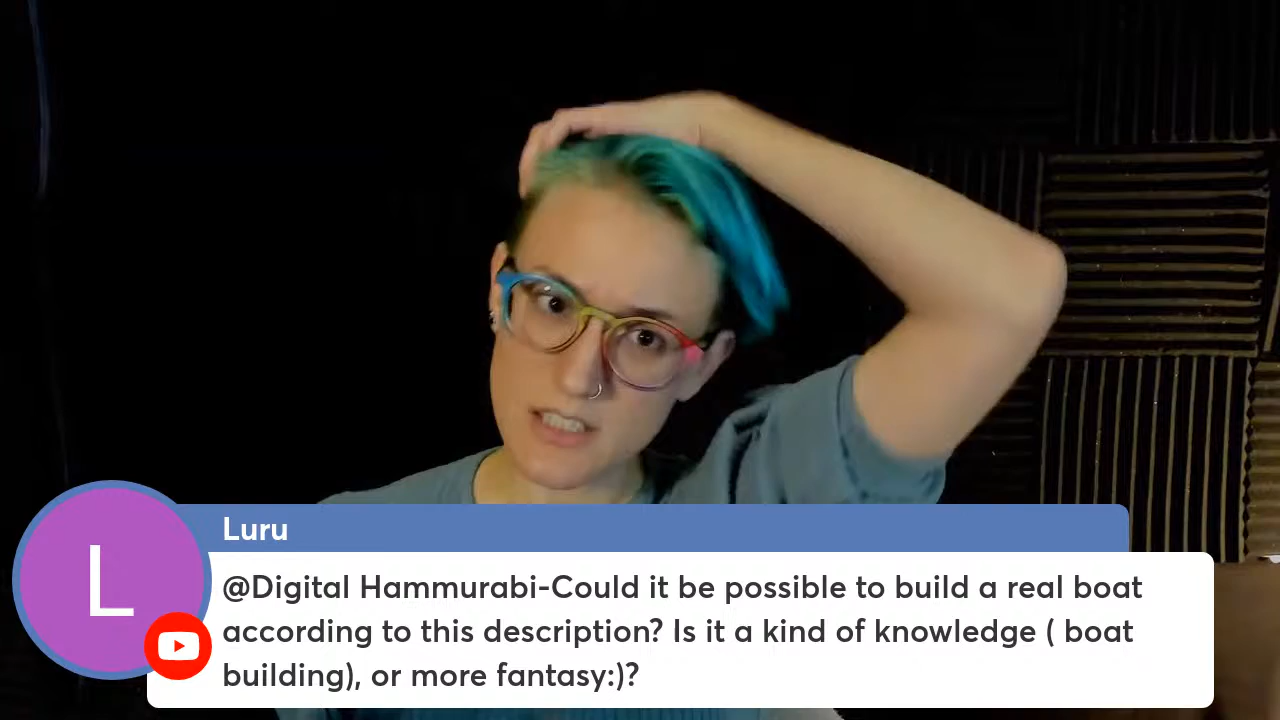 L
Luru
@Digital Hammurabi-Could it be possible to build a real boat
according to this description? Is it a kind of knowledge ( boat
building), or more fantasy:)?